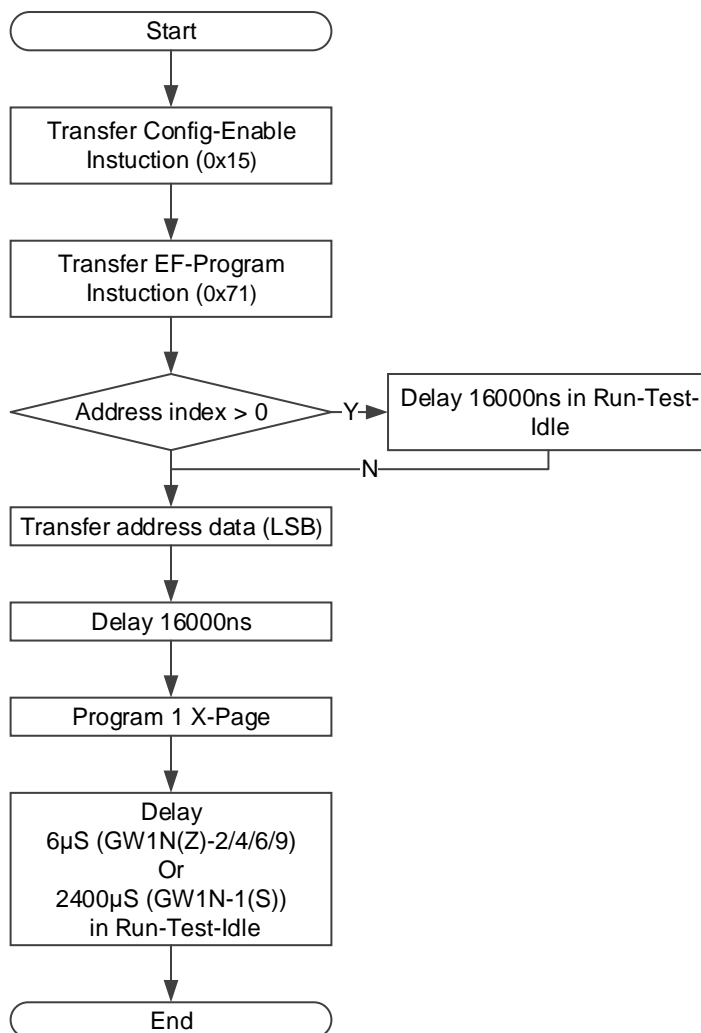 Start
Transfer Config-Enable
Instuction (0x15)
Transfer EF-Program
Instuction (0x71)
Address index > 0
Y
Delay 16000ns in Run-Test-
Idle
N
Transfer address data (LSB)
Delay 16000ns
Program 1 X-Page
Delay
6µS (GW1N(Z)-2/4/6/9)
Or
2400µS (GW1N-1(S))
in Run-Test-Idle
End